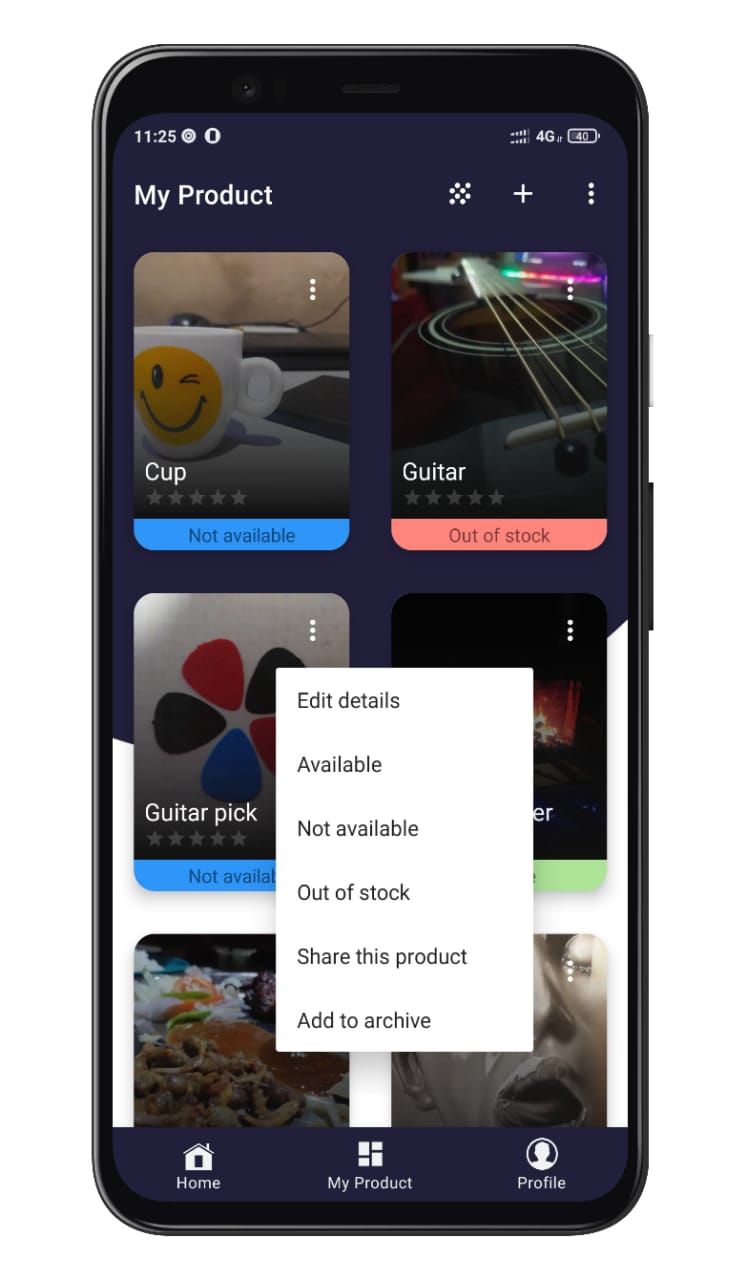 11:25 4G 40
My Product
Cup
Not available
Guitar
Out of stock
Guitar pick
Not availab
er
e
Edit details
Available
Not available
Out of stock
Share this product
Add to archive
Home
My Product
Profile